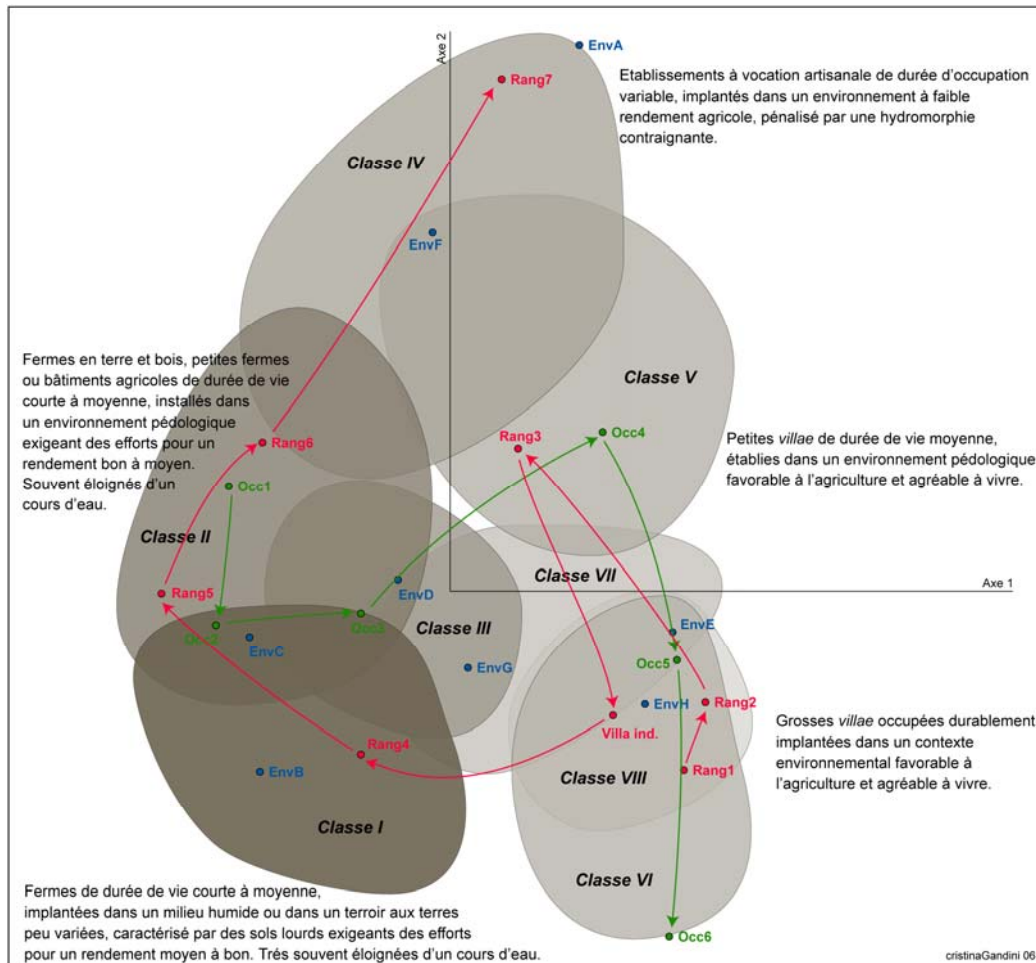 Axe 2
EnvA
Rang7
Etablissements à vocation artisanale de durée d'occupation
variable, implantés dans un environnement à faible
rendement agricole, pénalisé par une hydromorphie
contraignante.
Classe IV
EnvF
Fermes en terre et bois, petites fermes
ou bâtiments agricoles de durée de vie
courte à moyenne, installés dans
un environnement pédologique
exigeant des efforts pour un
rendement bon à moyen.
Souvent éloignés d'un
cours d'eau.
Classe V
Rang6
Rang3
Occ4
Petites villae de durée de vie moyenne,
établies dans un environnement pédologique
favorable à l'agriculture et agréable à vivre.
Occ1
Classe II
Classe VII
Axe 1
Rang5
EnvD
Occ2
Occ3
EnvC
Classe III
EnvE
EnvG
Occ5
EnvH
Rang2
Villa ind.
Grosses villae occupées durablement
implantées dans un contexte
environnemental favorable à
l'agriculture et agréable à vivre.
Rang4
EnvB
Rang1
Classe VIII
Classe I
Classe VI
Fermes de durée de vie courte à moyenne,
implantées dans un milieu humide ou dans un terroir aux terres
peu variées, caractérisé par des sols lourds exigeants des efforts
pour un rendement moyen à bon. Trés souvent éloignées d'un cours d'eau.
Occ6
cristinaGandini 06